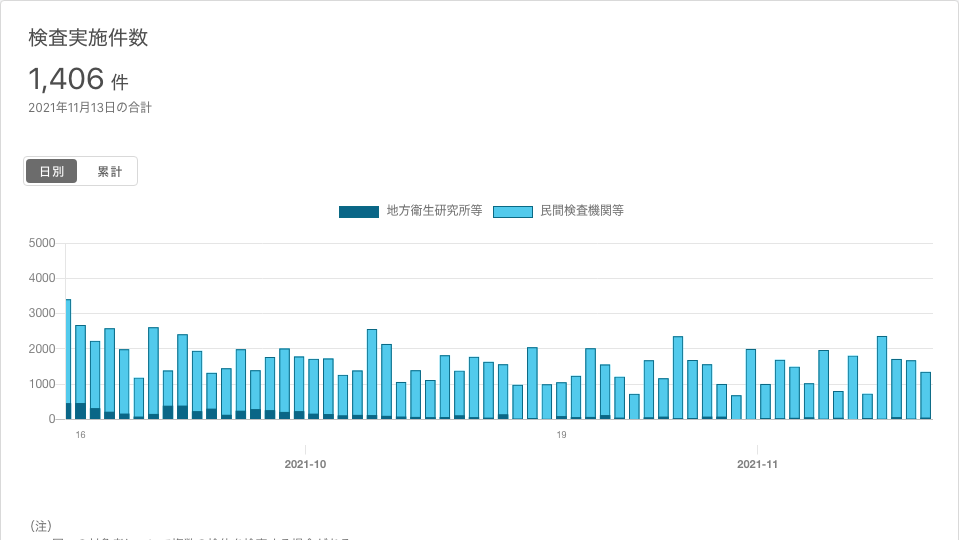 検査実施件数
1,406 件
2021年11月13日の合計
日別 累計
地方衛生研究所等 民間検査機関等
5000
4000
3000
2000
1000
0
16 19
2021-10 2021-11
（注）